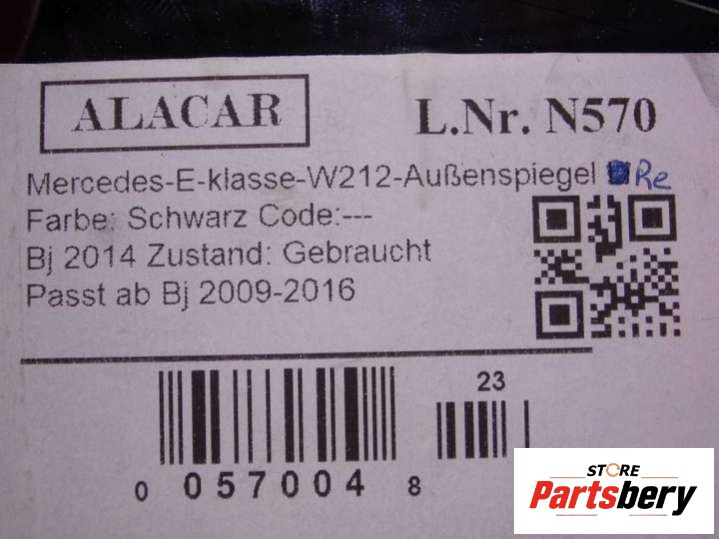 ALACAR
L.Nr. N570
Mercedes-E-klasse-W212-Außenspiegel Re
Farbe: Schwarz Code:---
Bj 2014 Zustand: Gebraucht
Passt ab Bj 2009-2016
23
0 057004 8
STORE
Partsbery